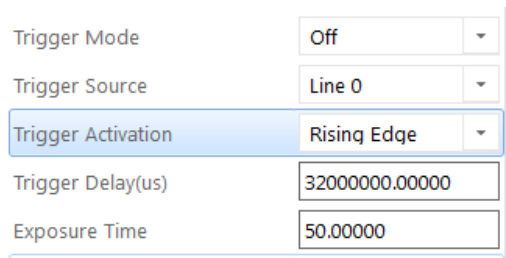 Trigger Mode Off
Trigger Source Line 0
Trigger Activation Rising Edge
Trigger Delay(us) 32000000.00000
Exposure Time 50.00000